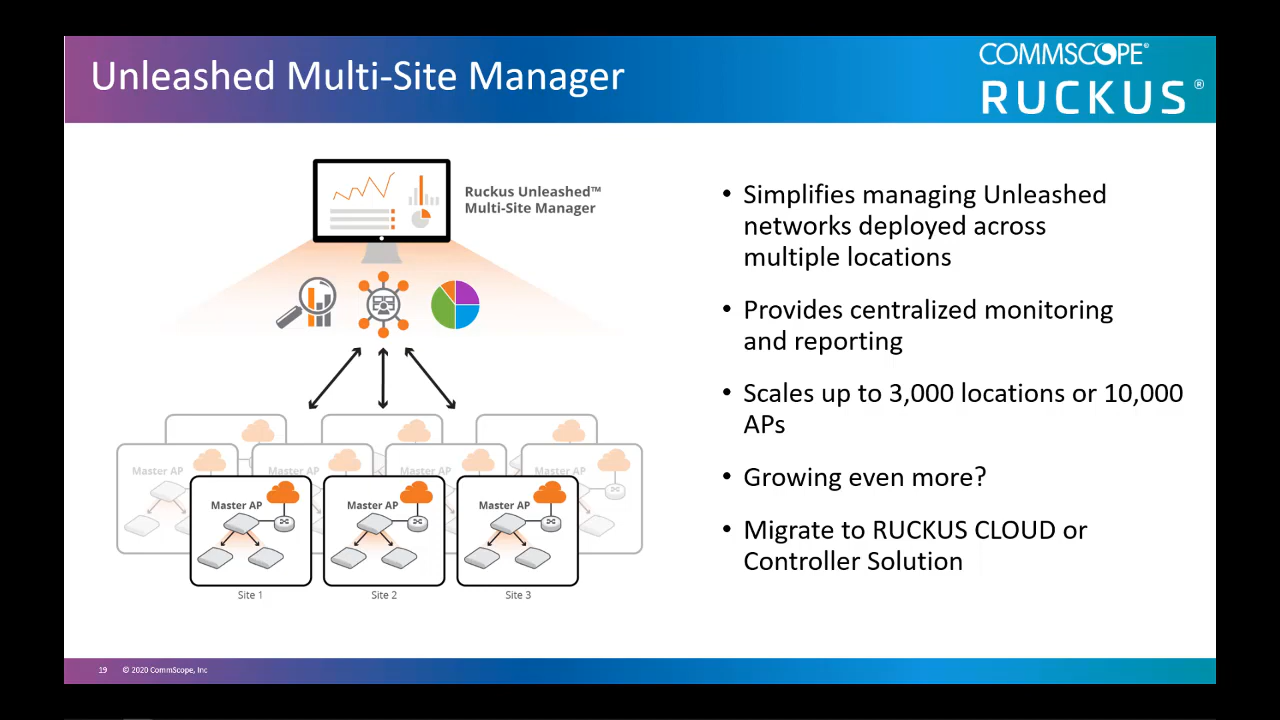 Unleashed Multi-Site Manager
COMMSCOPE®
RUCKUS®
Ruckus Unleashed™
Multi-Site Manager
Master AP
Master AP
Master AP
Master AP
Master AP
Master AP
Master AP
Site 1
Site 2
Site 3
• Simplifies managing Unleashed
networks deployed across
multiple locations
• Provides centralized monitoring
and reporting
• Scales up to 3,000 locations or 10,000
APs
• Growing even more?
• Migrate to RUCKUS CLOUD or
Controller Solution
19
© 2020 CommScope, Inc